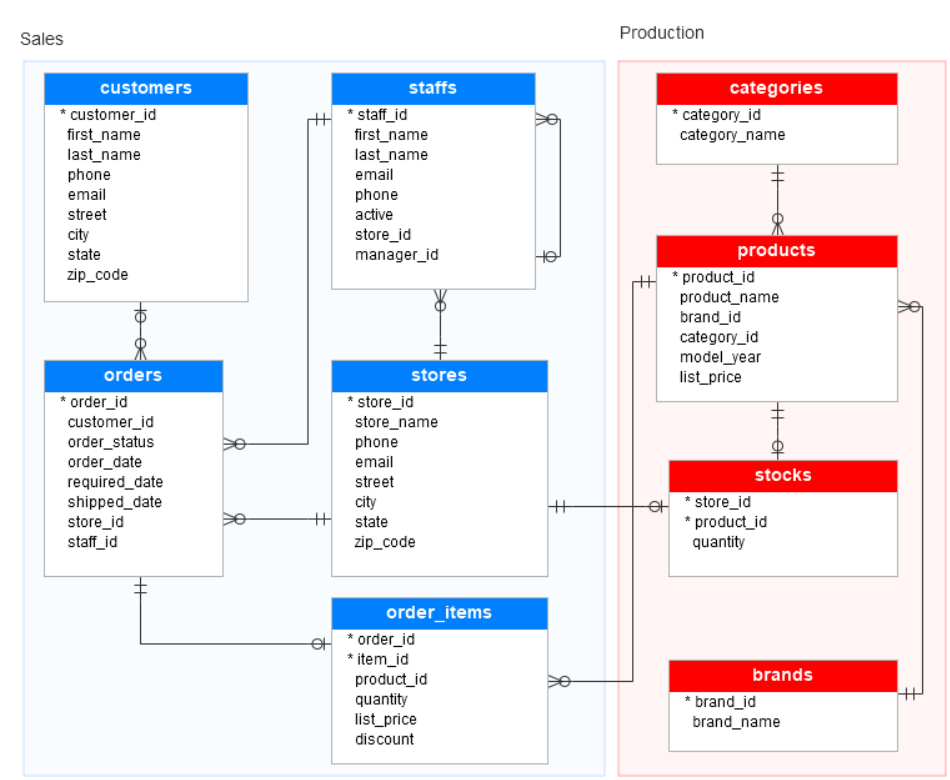 Sales
Production
customers
* customer_id
first_name
last_name
phone
email
street
city
state
zip_code
staffs
* staff_id
first_name
last_name
email
phone
active
store_id
manager_id
categories
* category_id
category_name
products
* product_id
product_name
brand_id
category_id
model_year
list_price
orders
* order_id
customer_id
order_status
order_date
required_date
shipped_date
store_id
staff_id
stores
* store_id
store_name
phone
email
street
city
state
zip_code
stocks
* store_id
* product_id
quantity
order_items
* order_id
* item_id
product_id
quantity
list_price
discount
brands
* brand_id
brand_name